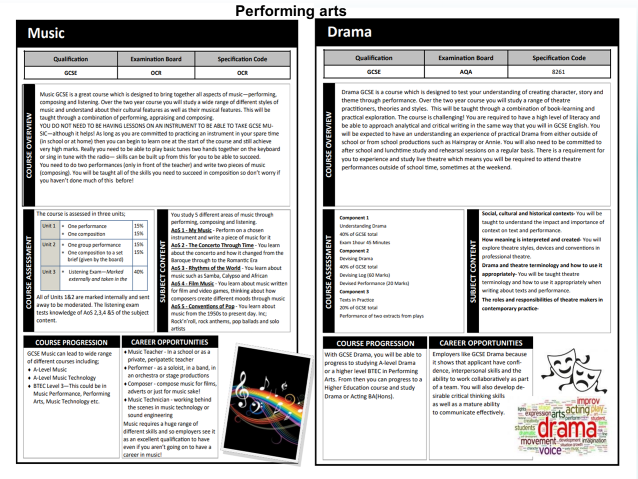 Performing arts
Music
Qualification Examination Board Specification Code
GCSE OCR OCR
COURSE OVERVIEW
Music GCSE is a great course which is designed to bring together all aspects of music—performing,
composing and listening. Over the two year course you will study a wide range of different styles of
music and understand about their cultural features as well as their musical features. This will be
taught through a combination of performing, appraising and composing.
YOU DO NOT NEED TO BE HAVING LESSONS ON AN INSTRUMENT TO BE ABLE TO TAKE GCSE MU-
SIC—although it helps! As long as you are committed to practicing an instrument in your spare time
(in school or at home) then you can begin to learn one at the start of the course and still achieve
very high marks. Really you need to be able to play basic tunes two hands together on the keyboard
or sing in tune with the radio— skills can be built up from this for you to be able to succeed.
You need to do two performances (only in front of the teacher) and write two pieces of music
(composing). You will be taught all of the skills you need to succeed in composition so don't worry if
you haven't done much of this before!
COURSE ASSESSMENT
The course is assessed in three units;
Unit 1 • One performance 15%
• One composition 15%
Unit 2 • One group performance 15%
• One composition to a set 15%
brief (given by the board)
Unit 3 • Listening Exam—Marked 40%
externally and taken in the
All of Units 1&2 are marked internally and sent
away to be moderated. The listening exam
tests knowledge of AoS 2,3,4 &5 of the subject
content.
SUBJECT CONTENT
You study 5 different areas of music through
performing, composing and listening.
AoS 1 - My Music - Perform on a chosen
instrument and write a piece of music for it
AoS 2 - The Concerto Through Time - You learn
about the concerto and how it changed from the
Baroque through to the Romantic Era
AoS 3 - Rhythms of the World - You learn about
music such as Samba, Calypso and African
AoS 4 - Film Music - You learn about music written
for film and video games, thinking about how
composers create different moods through music
AoS 5 - Conventions of Pop - You learn about
music from the 1950s to present day, Inc;
Rock'n'roll, rock anthems, pop ballads and solo
artists
COURSE PROGRESSION
GCSE Music can lead to wide range
of different courses including:
♦ A-Level Music
♦ A-Level Music Technology
♦ BTEC Level 3—This could be in
Music Performance, Performing
Arts, Music Technology etc.
CAREER OPPORTUNITIES
♦ Music Teacher - In a school or as a
private, peripatetic teacher
♦ Performer - as a soloist, in a band, in
an orchestra or stage productions
♦ Composer - compose music for films,
adverts or just for music sake!
♦ Music Technician - working behind
the scenes in music technology or
sound engineering
Music requires a huge range of
different skills and so employers see it
as an excellent qualification to have
even if you aren't going on to have a
career in music!
Drama
Qualification Examination Board Specification Code
GCSE AQA 8261
COURSE OVERVIEW
Drama GCSE is a course which is designed to test your understanding of creating character, story and
theme through performance. Over the two year course you will study a range of theatre
practitioners, theories and styles. This will be taught through a combination of book-learning and
practical exploration. The course is challenging! You are required to have a high level of literacy and
be able to approach analytical and critical writing in the same way that you will in GCSE English. You
will be expected to have an understanding an experience of practical Drama from either outside of
school or from school productions such as Hairspray or Annie. You will also need to be committed to
after school and lunchtime study and rehearsal sessions on a regular basis. There is a requirement for
you to experience and study live theatre which means you will be required to attend theatre
performances outside of school time, sometimes at the weekend.
COURSE ASSESSMENT
Component 1
Understanding Drama
40% of GCSE total
Exam 1hour 45 Minutes
Component 2
Devising Drama
40% of GCSE total
Devising Log (60 Marks)
Devised Performance (20 Marks)
Component 3
Texts in Practice
20% of GCSE total
Performance of two extracts from plays
SUBJECT CONTENT
Social, cultural and historical contexts- You will be
taught to understand the impact and importance of
context on text and performance.
How meaning is interpreted and created- You will
explore theatre styles, devices and conventions in
professional theatre.
Drama and theatre terminology and how to use it
appropriately- You will be taught theatre
terminology and how to use it appropriately when
writing about texts and performance.
The roles and responsibilities of theatre makers in
contemporary practice-
COURSE PROGRESSION
With GCSE Drama, you will be able to
progress to studying A-level Drama
or a higher level BTEC in Performing
Arts. From then you can progress to a
Higher Education course and study
Drama or Acting BA(Hons).
CAREER OPPORTUNITIES
Employers like GCSE Drama because
it shows that applicant have confi-
dence, interpersonal skills and the
ability to work collaboratively as part
of a team. You will also develop de-
sirable critical thinking skills
as well as a mature ability
to communicate effectively.
improv
expression arts acting play
students
drama
movement development imagination
voice